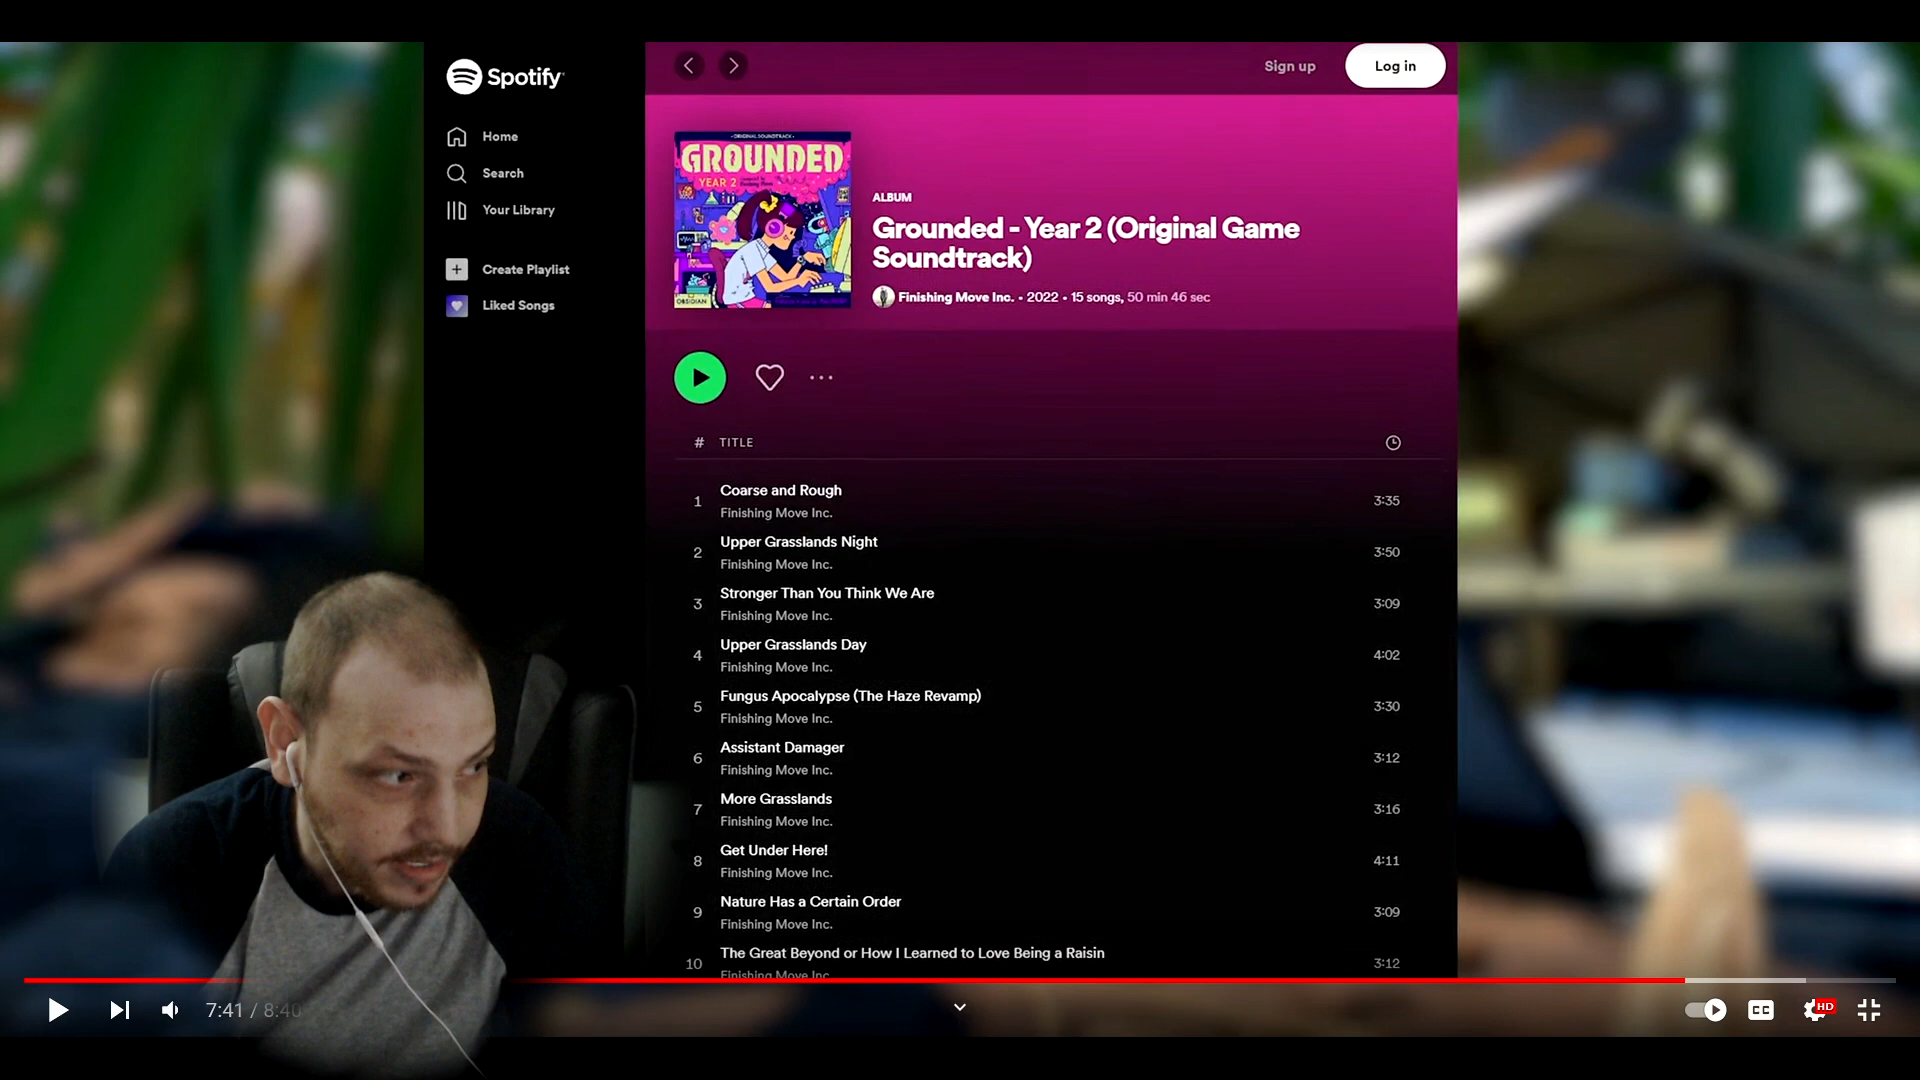 Spotify
Home
Search
Your Library
Create Playlist
Liked Songs
Sign up
Log in
ORIGINAL SOUNDTRACK
GROUNDED
YEAR 2
OBSIDIAN
ALBUM
Grounded - Year 2 (Original Game
Soundtrack)
Finishing Move Inc. • 2022 • 15 songs, 50 min 46 sec
# TITLE
1 Coarse and Rough 3:35
Finishing Move Inc.
2 Upper Grasslands Night 3:50
Finishing Move Inc.
3 Stronger Than You Think We Are 3:09
Finishing Move Inc.
4 Upper Grasslands Day 4:02
Finishing Move Inc.
5 Fungus Apocalypse (The Haze Revamp) 3:30
Finishing Move Inc.
6 Assistant Damager 3:12
Finishing Move Inc.
7 More Grasslands 3:16
Finishing Move Inc.
8 Get Under Here! 4:11
Finishing Move Inc.
9 Nature Has a Certain Order 3:09
Finishing Move Inc.
10 The Great Beyond or How I Learned to Love Being a Raisin 3:12
Finishing Move Inc.
7:41 / 8:40
CC
HD